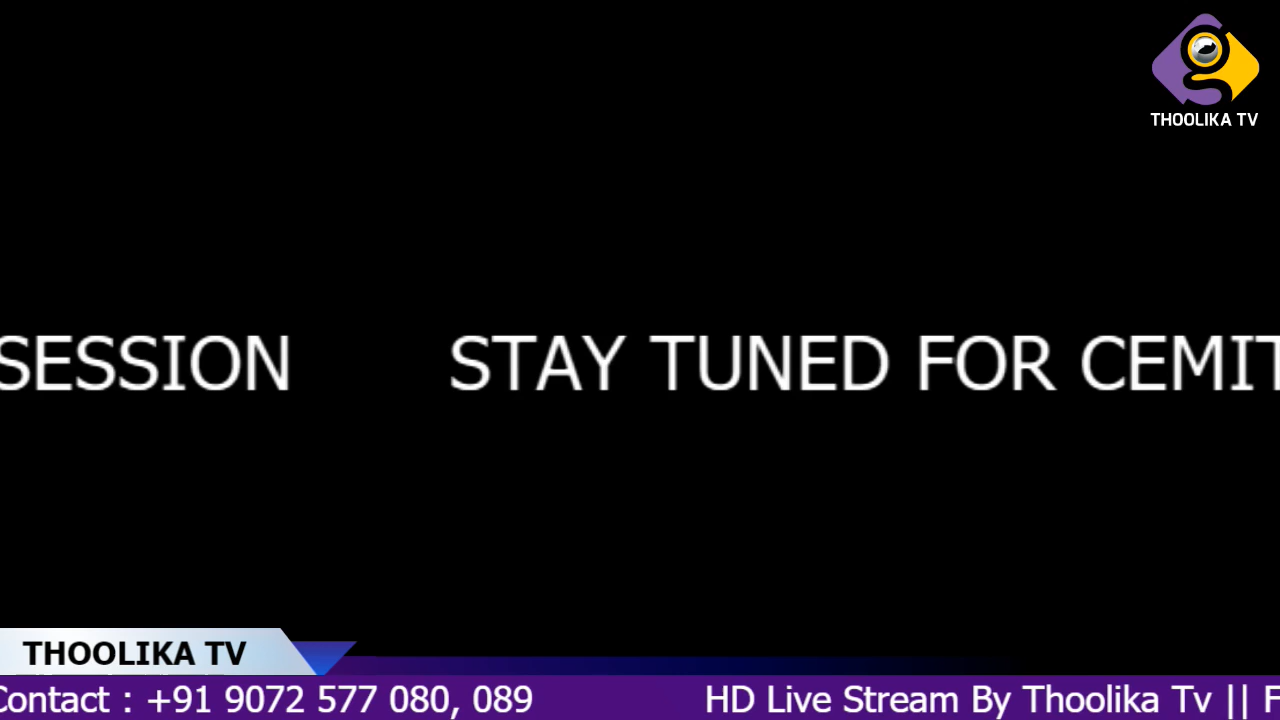 THOOLIKA TV
SESSION STAY TUNED FOR CEMIT
THOOLIKA TV
Contact : +91 9072 577 080, 089 HD Live Stream By Thoolika Tv || F